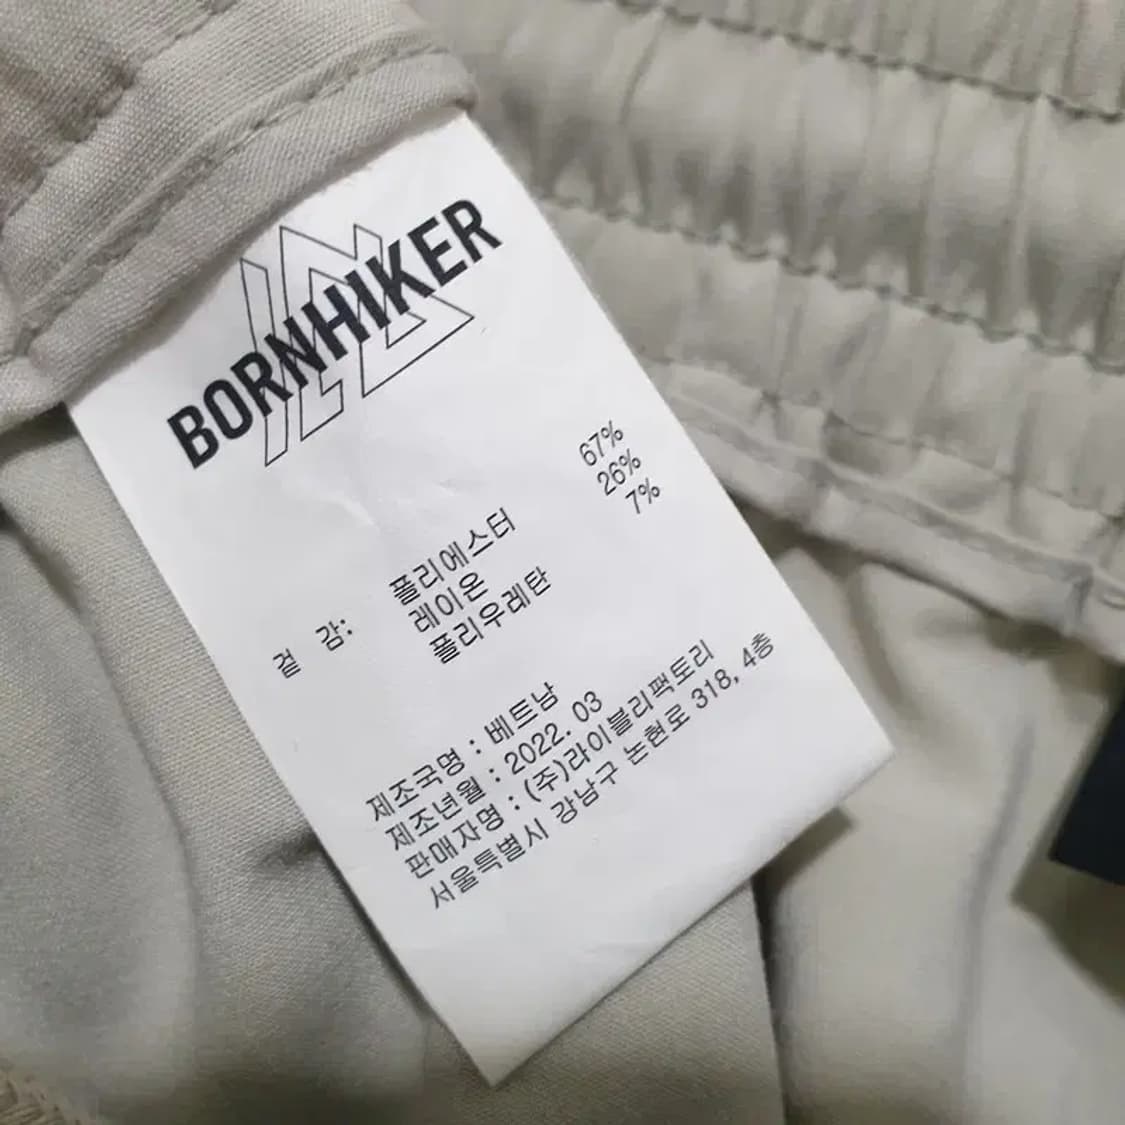 BORNHIKER
겉 감: 폴리에스터 67%
레이온 26%
폴리우레탄 7%
제조국명 : 베트남
제조년월 : 2022. 03
판매자명 : (주)라이블리팩토리
서울특별시 강남구 논현로 318, 4층